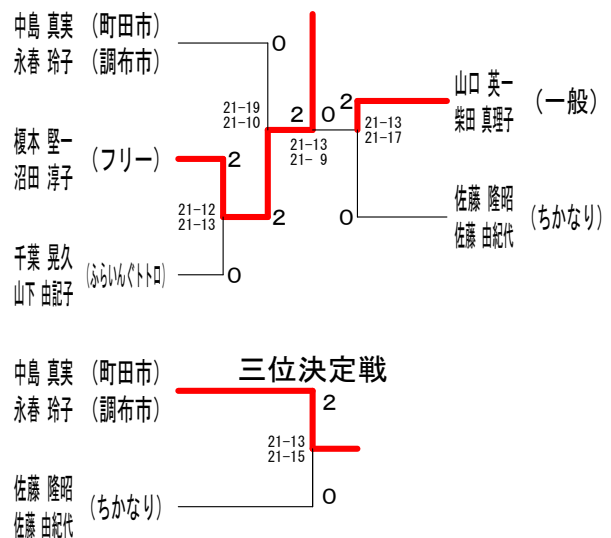 中島 真実 (町田市)
永春 玲子 (調布市)
0
21-19
21-10
2
0
21-13
21- 9
2
21-13
21-17
山口 英一
柴田 真理子
(一般)
榎本 堅一
沼田 淳子
(フリー)
2
21-12
21-13
2
0
佐藤 隆昭
佐藤 由紀代
(ちかなり)
千葉 晃久
山下 由記子
(ふらいんぐトトロ)
0
三位決定戦
中島 真実 (町田市)
永春 玲子 (調布市)
2
21-13
21-15
佐藤 隆昭
佐藤 由紀代
(ちかなり)
0